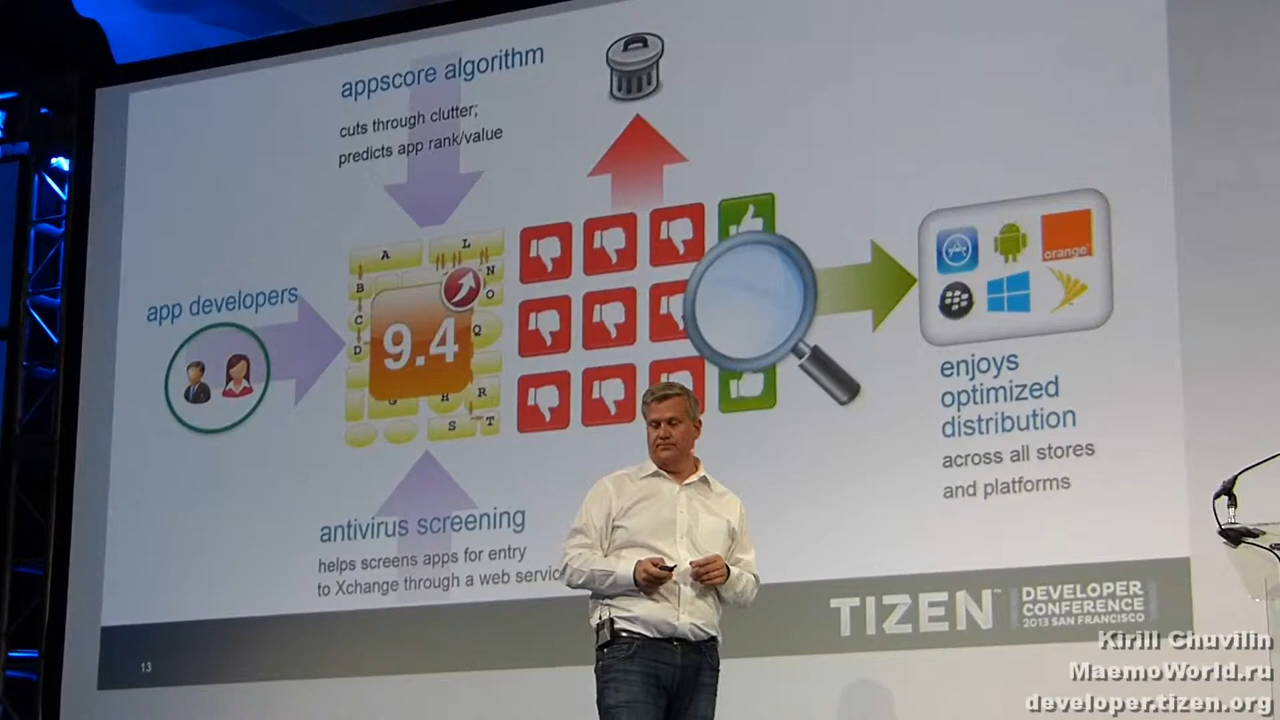 appscore algorithm
cuts through clutter;
predicts app rank/value
app developers
A
L
B
N
O
C
D
Q
9.4
G
H
R
S
T
orange
enjoys
optimized
distribution
across all stores
and platforms
antivirus screening
helps screens apps for entry
to Xchange through a web servic
TIZEN™
DEVELOPER
CONFERENCE
2013 SAN FRANCISCO
13
Kirill Chuvilin
MaemoWorld.ru
developer.tizen.org